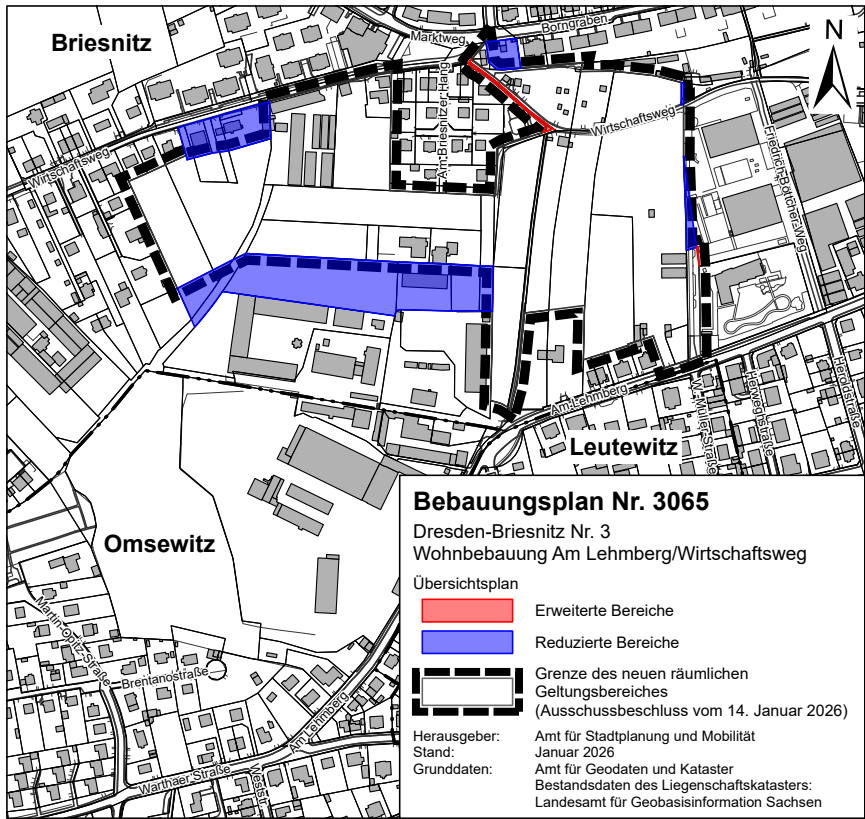 Briesnitz
Marktweg
Borngraben
N
Am Briesnitzer Hang
Wirtschaftsweg
Wirtschaftsweg
Friedrich-Böttcher-Weg
Am Lehmberg
W.-Müller-Straße
Herweghstraße
Heroldstraße
Leutewitz
Omsewitz
Martin-Opitz-Straße
Brentanostraße
Am Lehmberg
Warthaer Straße
Weststr.
Bebauungsplan Nr. 3065
Dresden-Briesnitz Nr. 3
Wohnbebauung Am Lehmberg/Wirtschaftsweg
Übersichtsplan
Erweiterte Bereiche
Reduzierte Bereiche
Grenze des neuen räumlichen
Geltungsbereiches
(Ausschussbeschluss vom 14. Januar 2026)
Herausgeber: Amt für Stadtplanung und Mobilität
Stand: Januar 2026
Grunddaten: Amt für Geodaten und Kataster
Bestandsdaten des Liegenschaftskatasters:
Landesamt für Geobasisinformation Sachsen